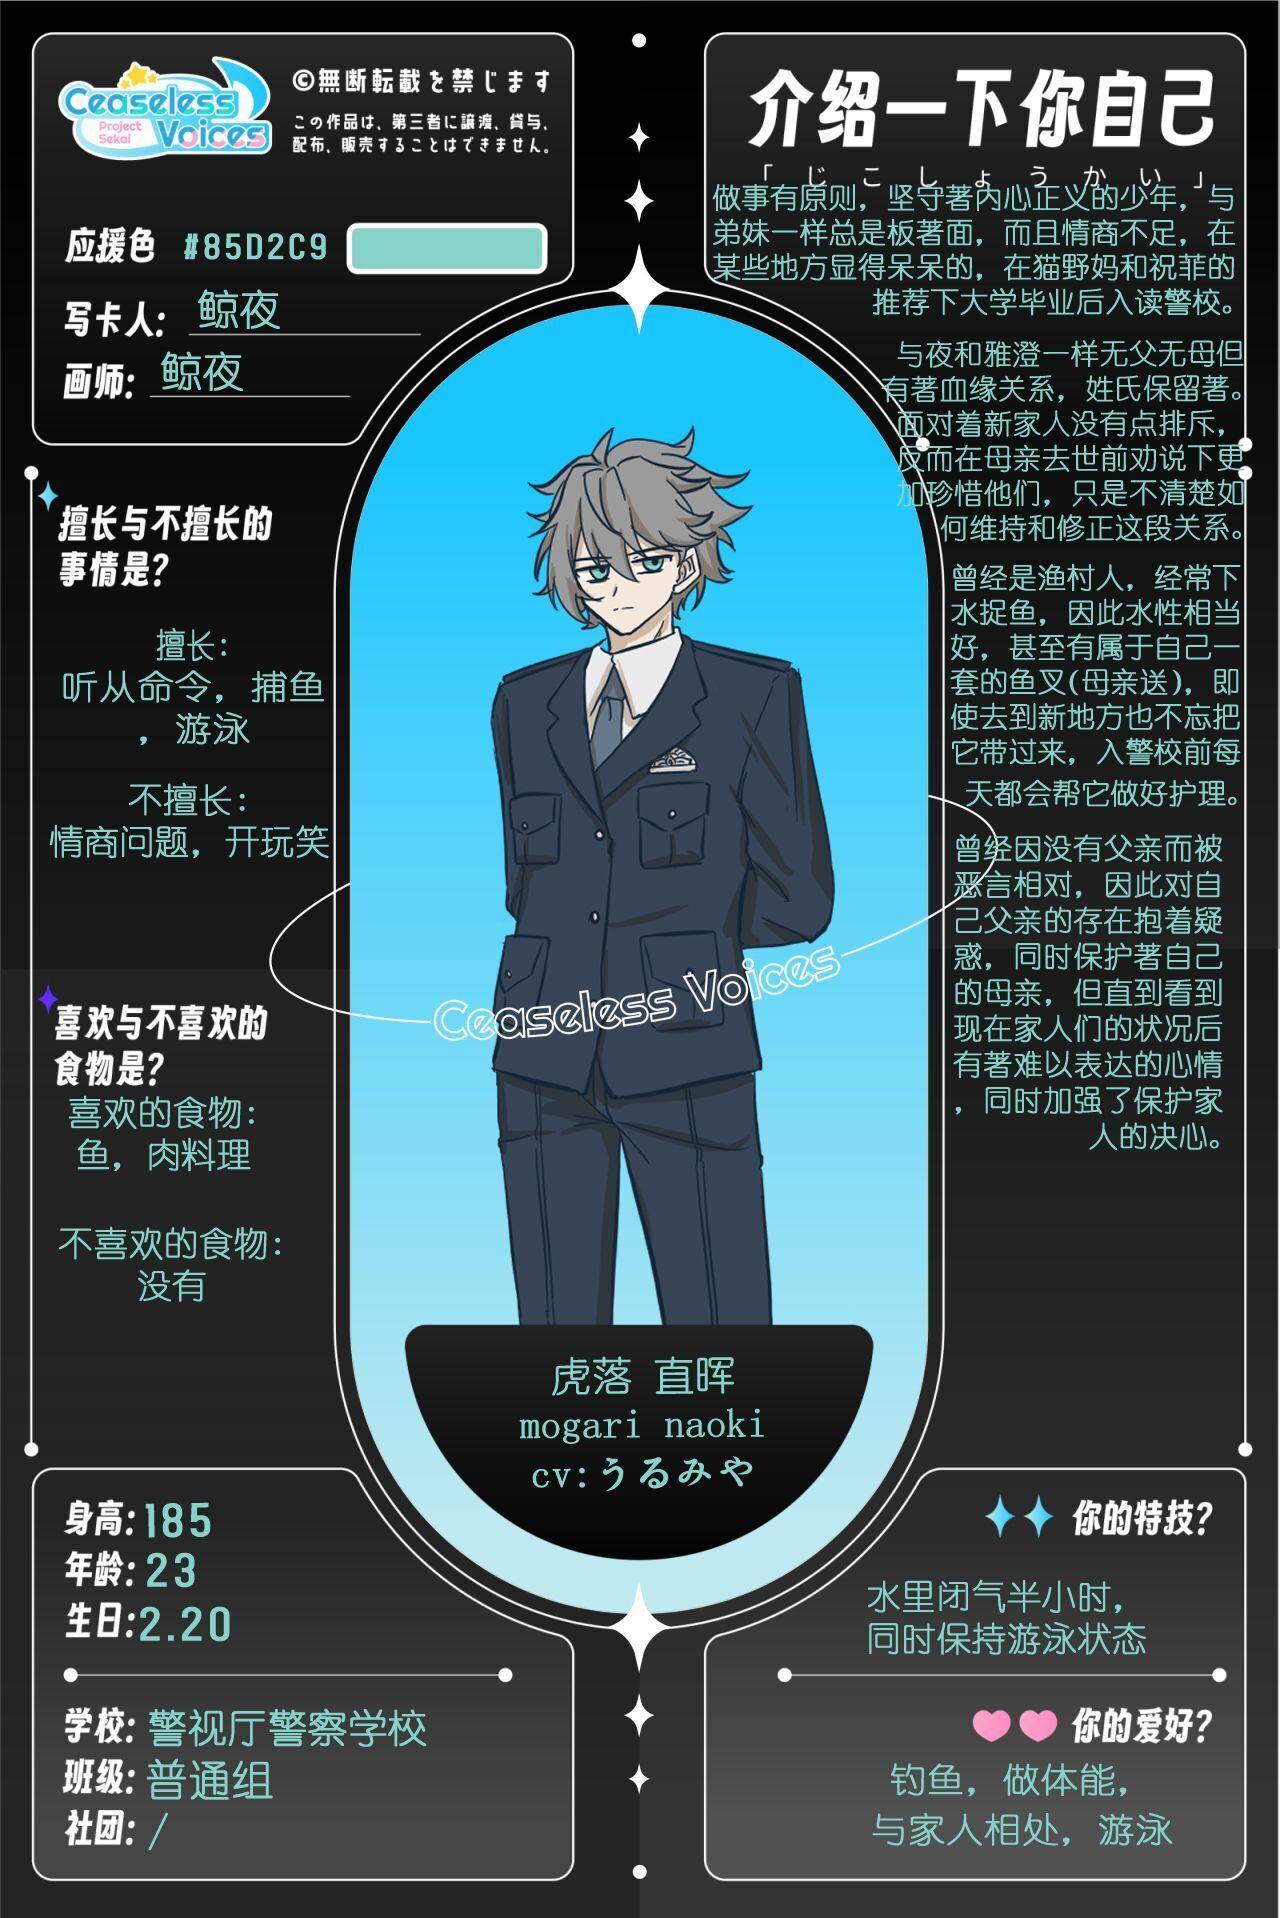 Ceaseless
Project
Sekai
Voices
©無断転載を禁じます
この作品は、第三者に譲渡、貸与、
配布、販売することはできません。
应援色 #85D2C9
写卡人: 鲸夜
画师: 鲸夜
介绍一下你自己
「じこしょうかい」
做事有原则，坚守著内心正义的少年，与
弟妹一样总是板著面，而且情商不足，在
某些地方显得呆呆的，在猫野妈和祝菲的
推荐下大学毕业后入读警校。
与夜和雅澄一样无父无母但
有著血缘关系，姓氏保留著。
面对着新家人没有点排斥，
反而在母亲去世前劝说下更
加珍惜他们，只是不清楚如
何维持和修正这段关系。
曾经是渔村人，经常下
水捉鱼，因此水性相当
好，甚至有属于自己一
套的鱼叉(母亲送)，即
使去到新地方也不忘把
它带过来，入警校前每
天都会帮它做好护理。
曾经因没有父亲而被
恶言相对，因此对自
己父亲的存在抱着疑
惑，同时保护著自己
的母亲，但直到看到
现在家人们的状况后
有著难以表达的心情
，同时加强了保护家
人的决心。
擅长与不擅长的
事情是?
擅长:
听从命令，捕鱼
，游泳
不擅长:
情商问题，开玩笑
喜欢与不喜欢的
食物是?
喜欢的食物:
鱼，肉料理
不喜欢的食物:
没有
Ceaseless Voices
虎落 直晖
mogari naoki
cv:うるみや
身高:185
年龄:23
生日:2.20
学校:警视厅警察学校
班级:普通组
社团:/
你的特技?
水里闭气半小时，
同时保持游泳状态
你的爱好?
钓鱼，做体能，
与家人相处，游泳